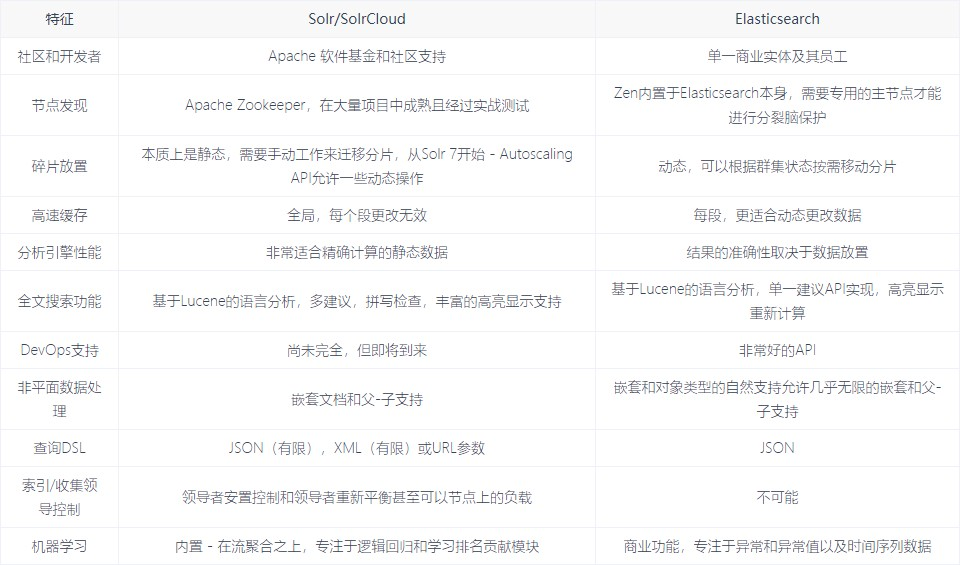 特征 Solr/SolrCloud Elasticsearch
社区和开发者 Apache 软件基金和社区支持 单一商业实体及其员工
节点发现 Apache Zookeeper，在大量项目中成熟且经过实战测试 Zen内置于Elasticsearch本身，需要专用的主节点才能
进行分裂脑保护
碎片放置 本质上是静态，需要手动工作来迁移分片，从Solr 7开始 - Autoscaling
API允许一些动态操作 动态，可以根据群集状态按需移动分片
高速缓存 全局，每个段更改无效 每段，更适合动态更改数据
分析引擎性能 非常适合精确计算的静态数据 结果的准确性取决于数据放置
全文搜索功能 基于Lucene的语言分析，多建议，拼写检查，丰富的高亮显示支持 基于Lucene的语言分析，单一建议API实现，高亮显示
重新计算
DevOps支持 尚未完全，但即将到来 非常好的API
非平面数据处
理 嵌套文档和父-子支持 嵌套和对象类型的自然支持允许几乎无限的嵌套和父-
子支持
查询DSL JSON（有限），XML（有限）或URL参数 JSON
索引/收集领
导控制 领导者安置控制和领导者重新平衡甚至可以节点上的负载 不可能
机器学习 内置 - 在流聚合之上，专注于逻辑回归和学习排名贡献模块 商业功能，专注于异常和异常值以及时间序列数据